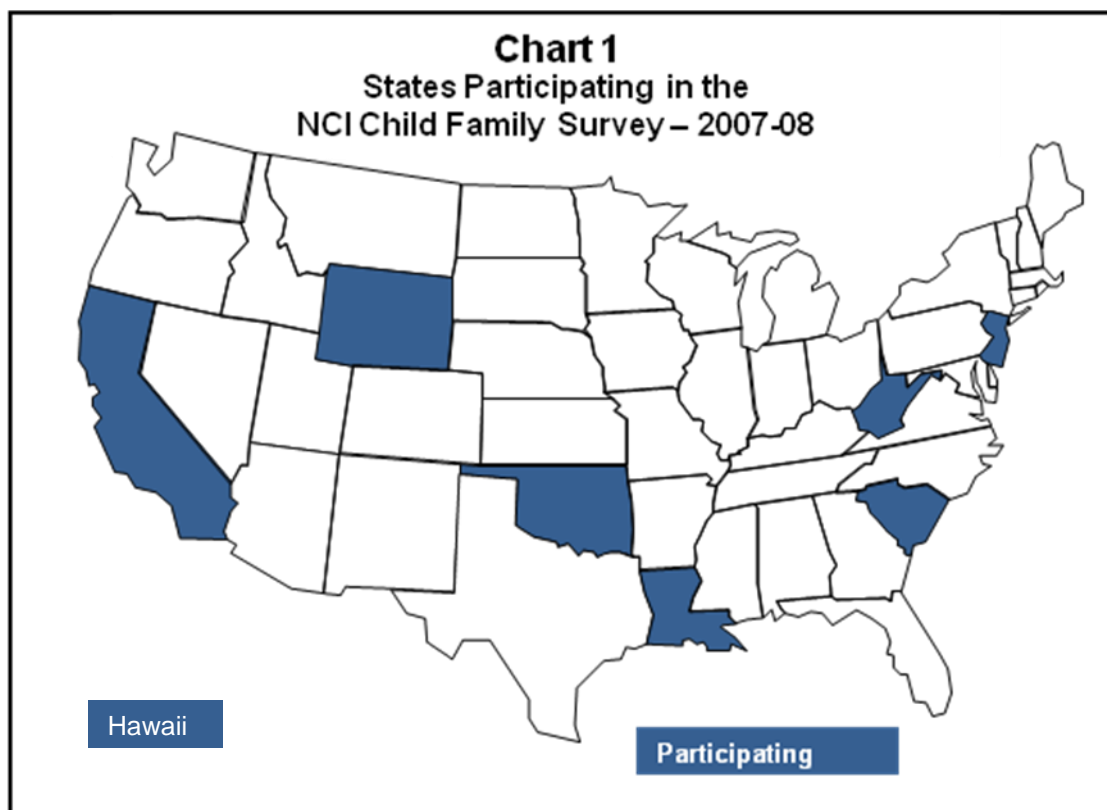 Chart 1
States Participating in the
NCI Child Family Survey – 2007-08
Hawaii
Participating